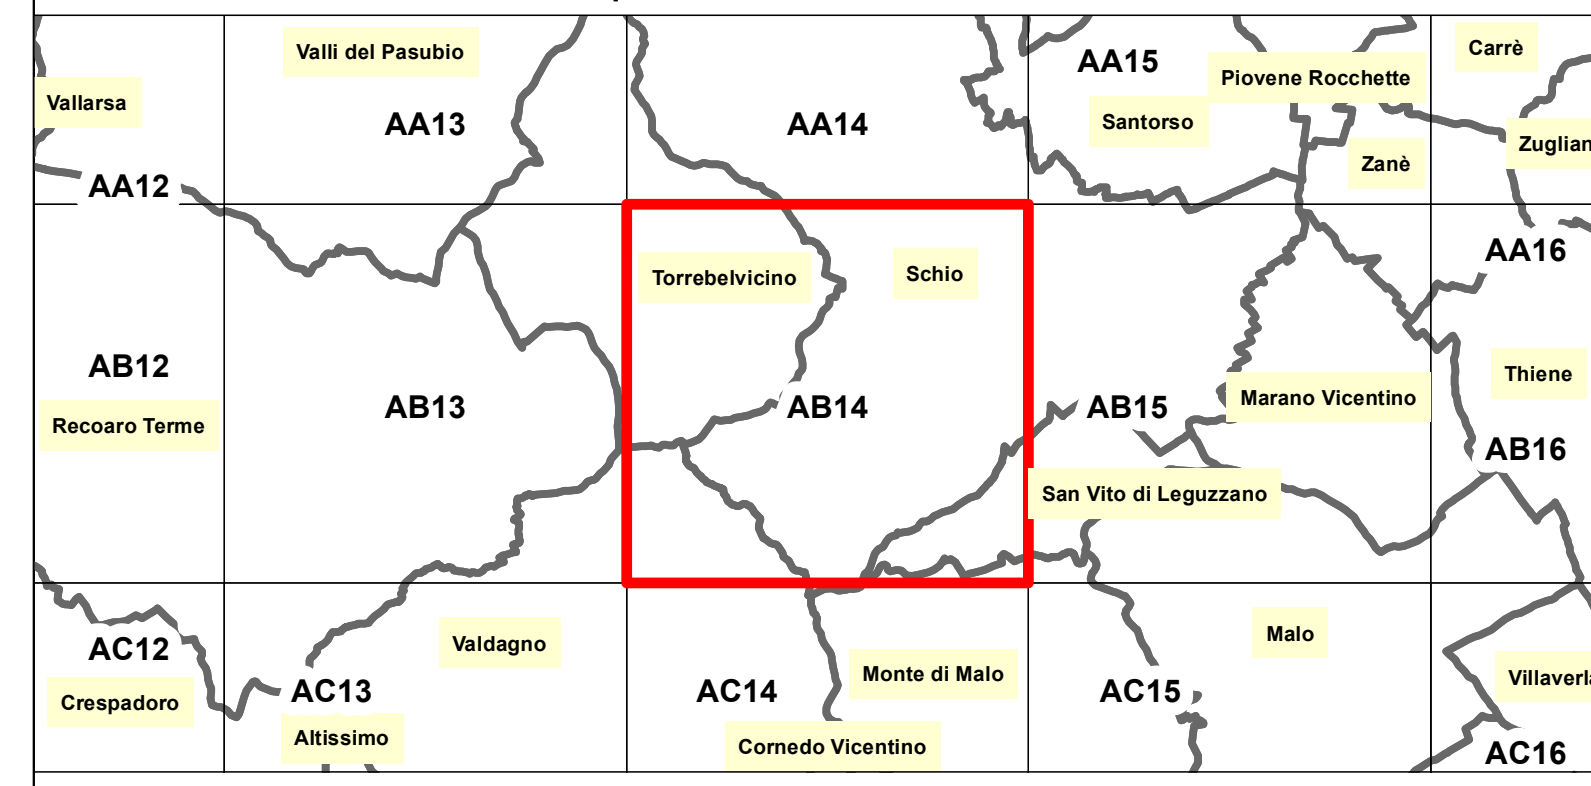 Carrè
Valli del Pasubio
AA15
Piovene Rocchette
Vallarsa
Santorso
AA13
AA14
Zuglian
Zanè
AA12
AA16
Torrebelvicino
Schio
AB12
Thiene
Marano Vicentino
AB13
AB14
AB15
Recoaro Terme
AB16
San Vito di Leguzzano
Malo
Valdagno
AC12
Monte di Malo
Villaverl
AC13
AC14
AC15
Crespadoro
Altissimo
Cornedo Vicentino
AC16